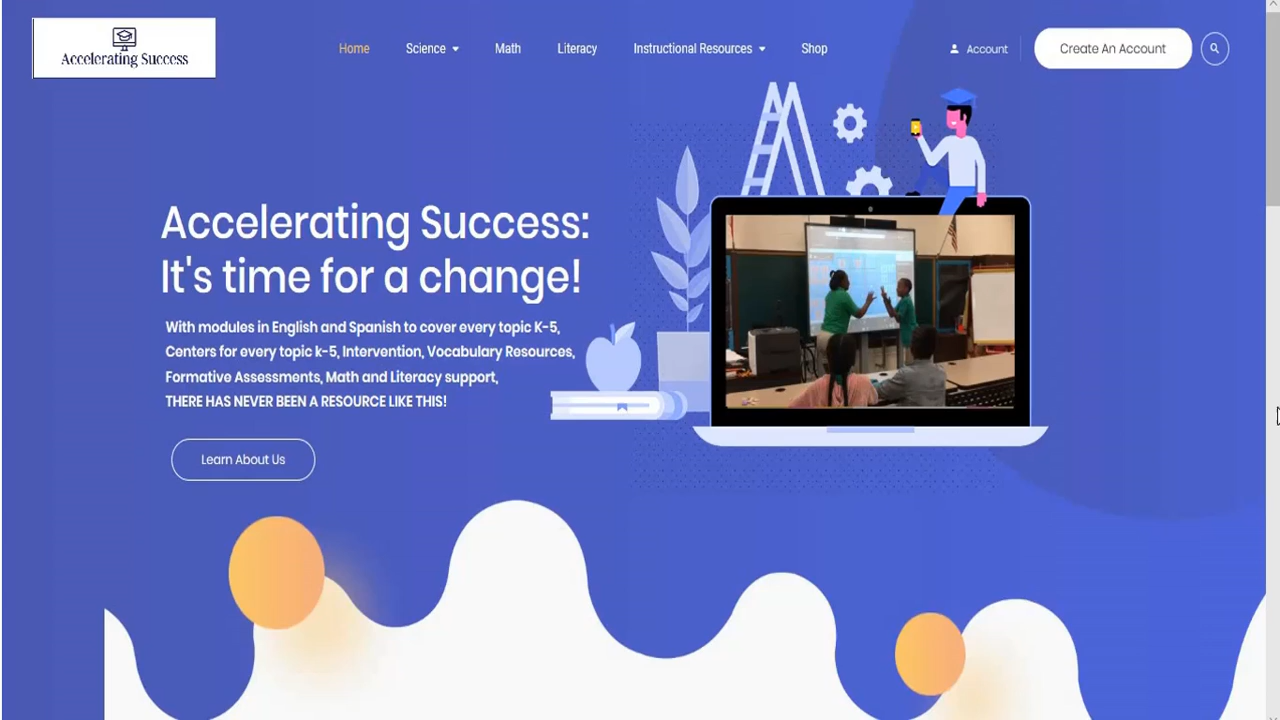 Accelerating Success
Home
Science
Math
Literacy
Instructional Resources
Shop
Account
Create An Account
Accelerating Success:
It's time for a change!
With modules in English and Spanish to cover every topic K-5,
Centers for every topic k-5, Intervention, Vocabulary Resources,
Formative Assessments, Math and Literacy support,
THERE HAS NEVER BEEN A RESOURCE LIKE THIS!
Learn About Us